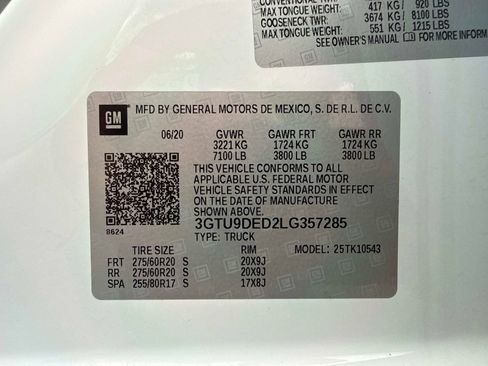 CONVENTIONAL TWR:
MAX TONGUE WEIGHT: 417 KG / 920 LBS
GOOSENECK TWR: 3674 KG / 8100 LBS
MAX TONGUE WEIGHT: 551 KG / 1215 LBS
SEE OWNER'S MANUAL FOR MORE INFORM
GM
MFD BY GENERAL MOTORS DE MEXICO, S. DE R.L. DE C.V.
06/20 GVWR GAWR FRT GAWR RR
3221 KG 1724 KG 1724 KG
7100 LB 3800 LB 3800 LB
THIS VEHICLE CONFORMS TO ALL
APPLICABLE U.S. FEDERAL MOTOR
VEHICLE SAFETY STANDARDS IN EFFECT
ON THE DATE OF MANUFACTURE
SHOWN ABOVE.
3GTU9DED2LG357285
8624
TYPE: TRUCK
TIRE SIZE RIM MODEL: 25TK10543
FRT 275/60R20 S 20X9J
RR 275/60R20 S 20X9J
SPA 255/80R17 S 17X8J